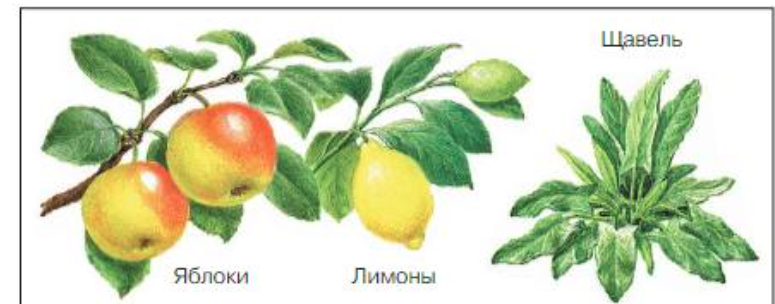 Щавель
Яблоки
Лимоны